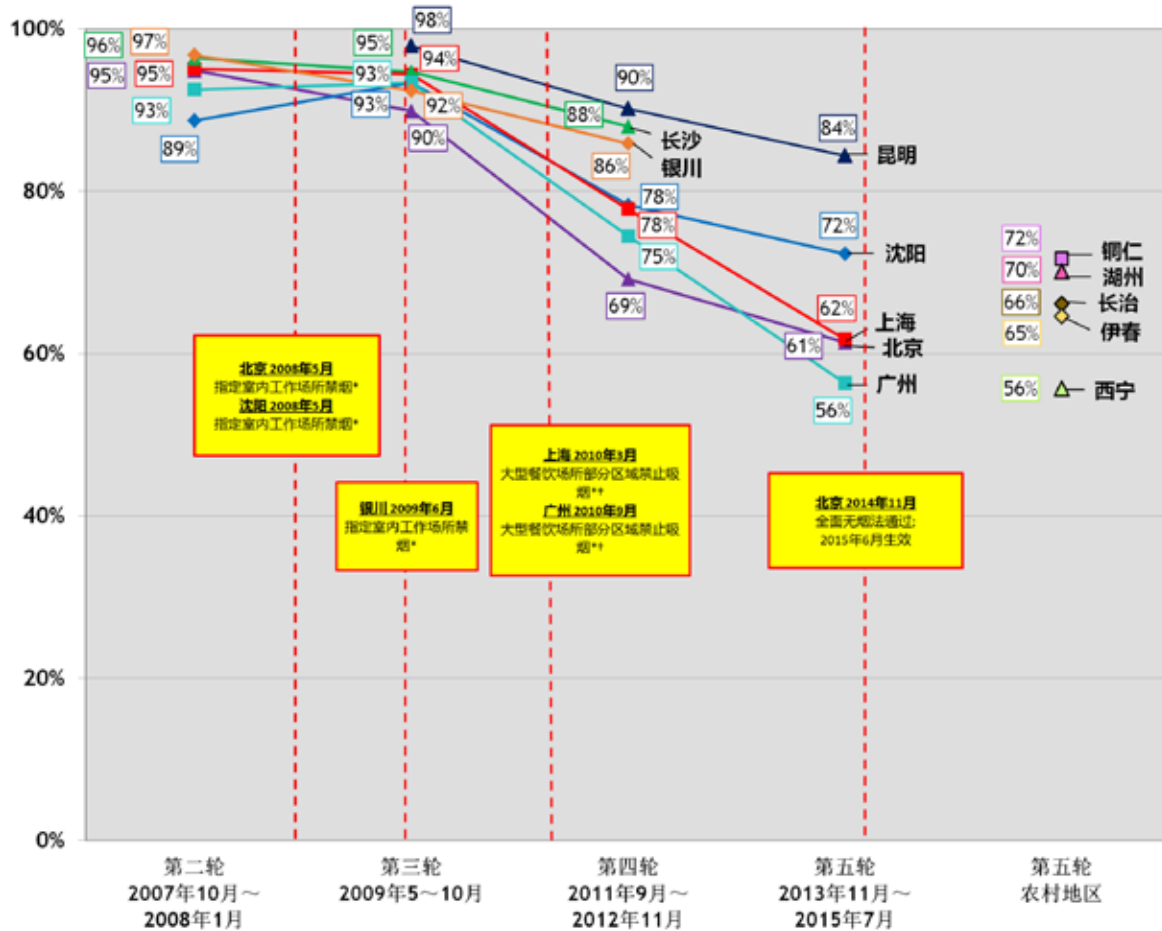 100%
80%
60%
40%
20%
0%
96%
97%
95%
95%
93%
89%
95%
98%
94%
93%
93%
92%
90%
90%
88%
86%
78%
78%
75%
69%
84%
72%
62%
61%
56%
长沙
银川
昆明
沈阳
上海
北京
广州
72%
铜仁
70%
湖州
66%
长治
65%
伊春
56%
西宁
北京 2008年5月
指定室内工作场所禁烟*
沈阳 2008年5月
指定室内工作场所禁烟*
银川 2009年6月
指定室内工作场所禁
烟*
上海 2010年3月
大型餐饮场所部分区域禁止吸
烟*†
广州 2010年9月
大型餐饮场所部分区域禁止吸
烟*†
北京 2014年11月
全面无烟法通过;
2015年6月生效
第二轮
2007年10月～
2008年1月
第三轮
2009年5～10月
第四轮
2011年9月～
2012年11月
第五轮
2013年11月～
2015年7月
第五轮
农村地区